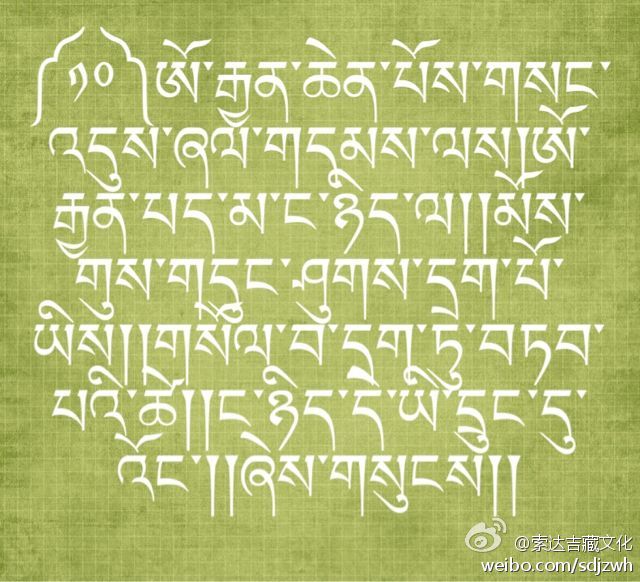 ༡༠ ཨོ་རྒྱན་ཆེན་པོས་གསང་
འདུས་ཞལ་གདམས་ལས།ཨོ་
རྒྱན་པད་མ་ང་ཉིད་ལ།།མོས་
གུས་གདུང་ཤུགས་དྲག་པོ་
ཡིས།།གསོལ་བ་དྲག་ཏུ་བཏབ་
པའི་ཚེ།།ང་ཉིད་དེ་ཡི་དྲུང་དུ་
འོང་།།ཞེས་གསུངས།།
@索达吉藏文化
weibo.com/sdjzwh